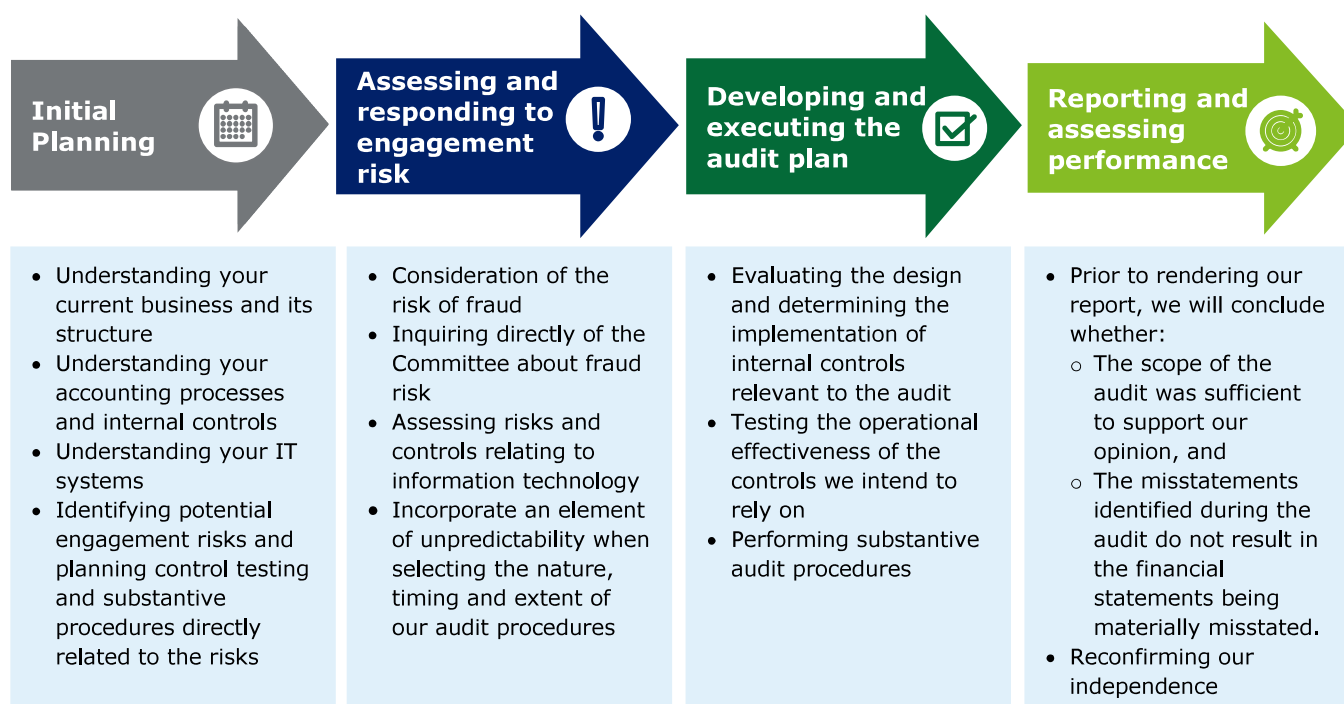 Initial
Planning
Assessing and
responding to
engagement
risk
Developing and
executing the
audit plan
Reporting and
assessing
performance
• Understanding your
current business and its
structure
• Understanding your
accounting processes
and internal controls
• Understanding your IT
systems
• Identifying potential
engagement risks and
planning control testing
and substantive
procedures directly
related to the risks
• Consideration of the
risk of fraud
• Inquiring directly of the
Committee about fraud
risk
• Assessing risks and
controls relating to
information technology
• Incorporate an element
of unpredictability when
selecting the nature,
timing and extent of
our audit procedures
• Evaluating the design
and determining the
implementation of
internal controls
relevant to the audit
• Testing the operational
effectiveness of the
controls we intend to
rely on
• Performing substantive
audit procedures
• Prior to rendering our
report, we will conclude
whether:
o The scope of the
audit was sufficient
to support our
opinion, and
o The misstatements
identified during the
audit do not result in
the financial
statements being
materially misstated.
• Reconfirming our
independence